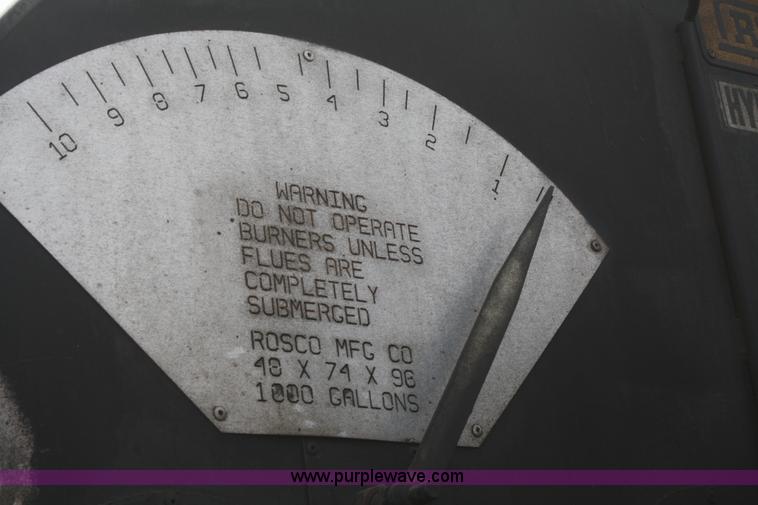 10 9 8 7 6 5 4 3 2 1
WARNING
DO NOT OPERATE
BURNERS UNLESS
FLUES ARE
COMPLETELY
SUBMERGED
ROSCO MFG CO
48 X 74 X 96
1000 GALLONS
www.purplewave.com